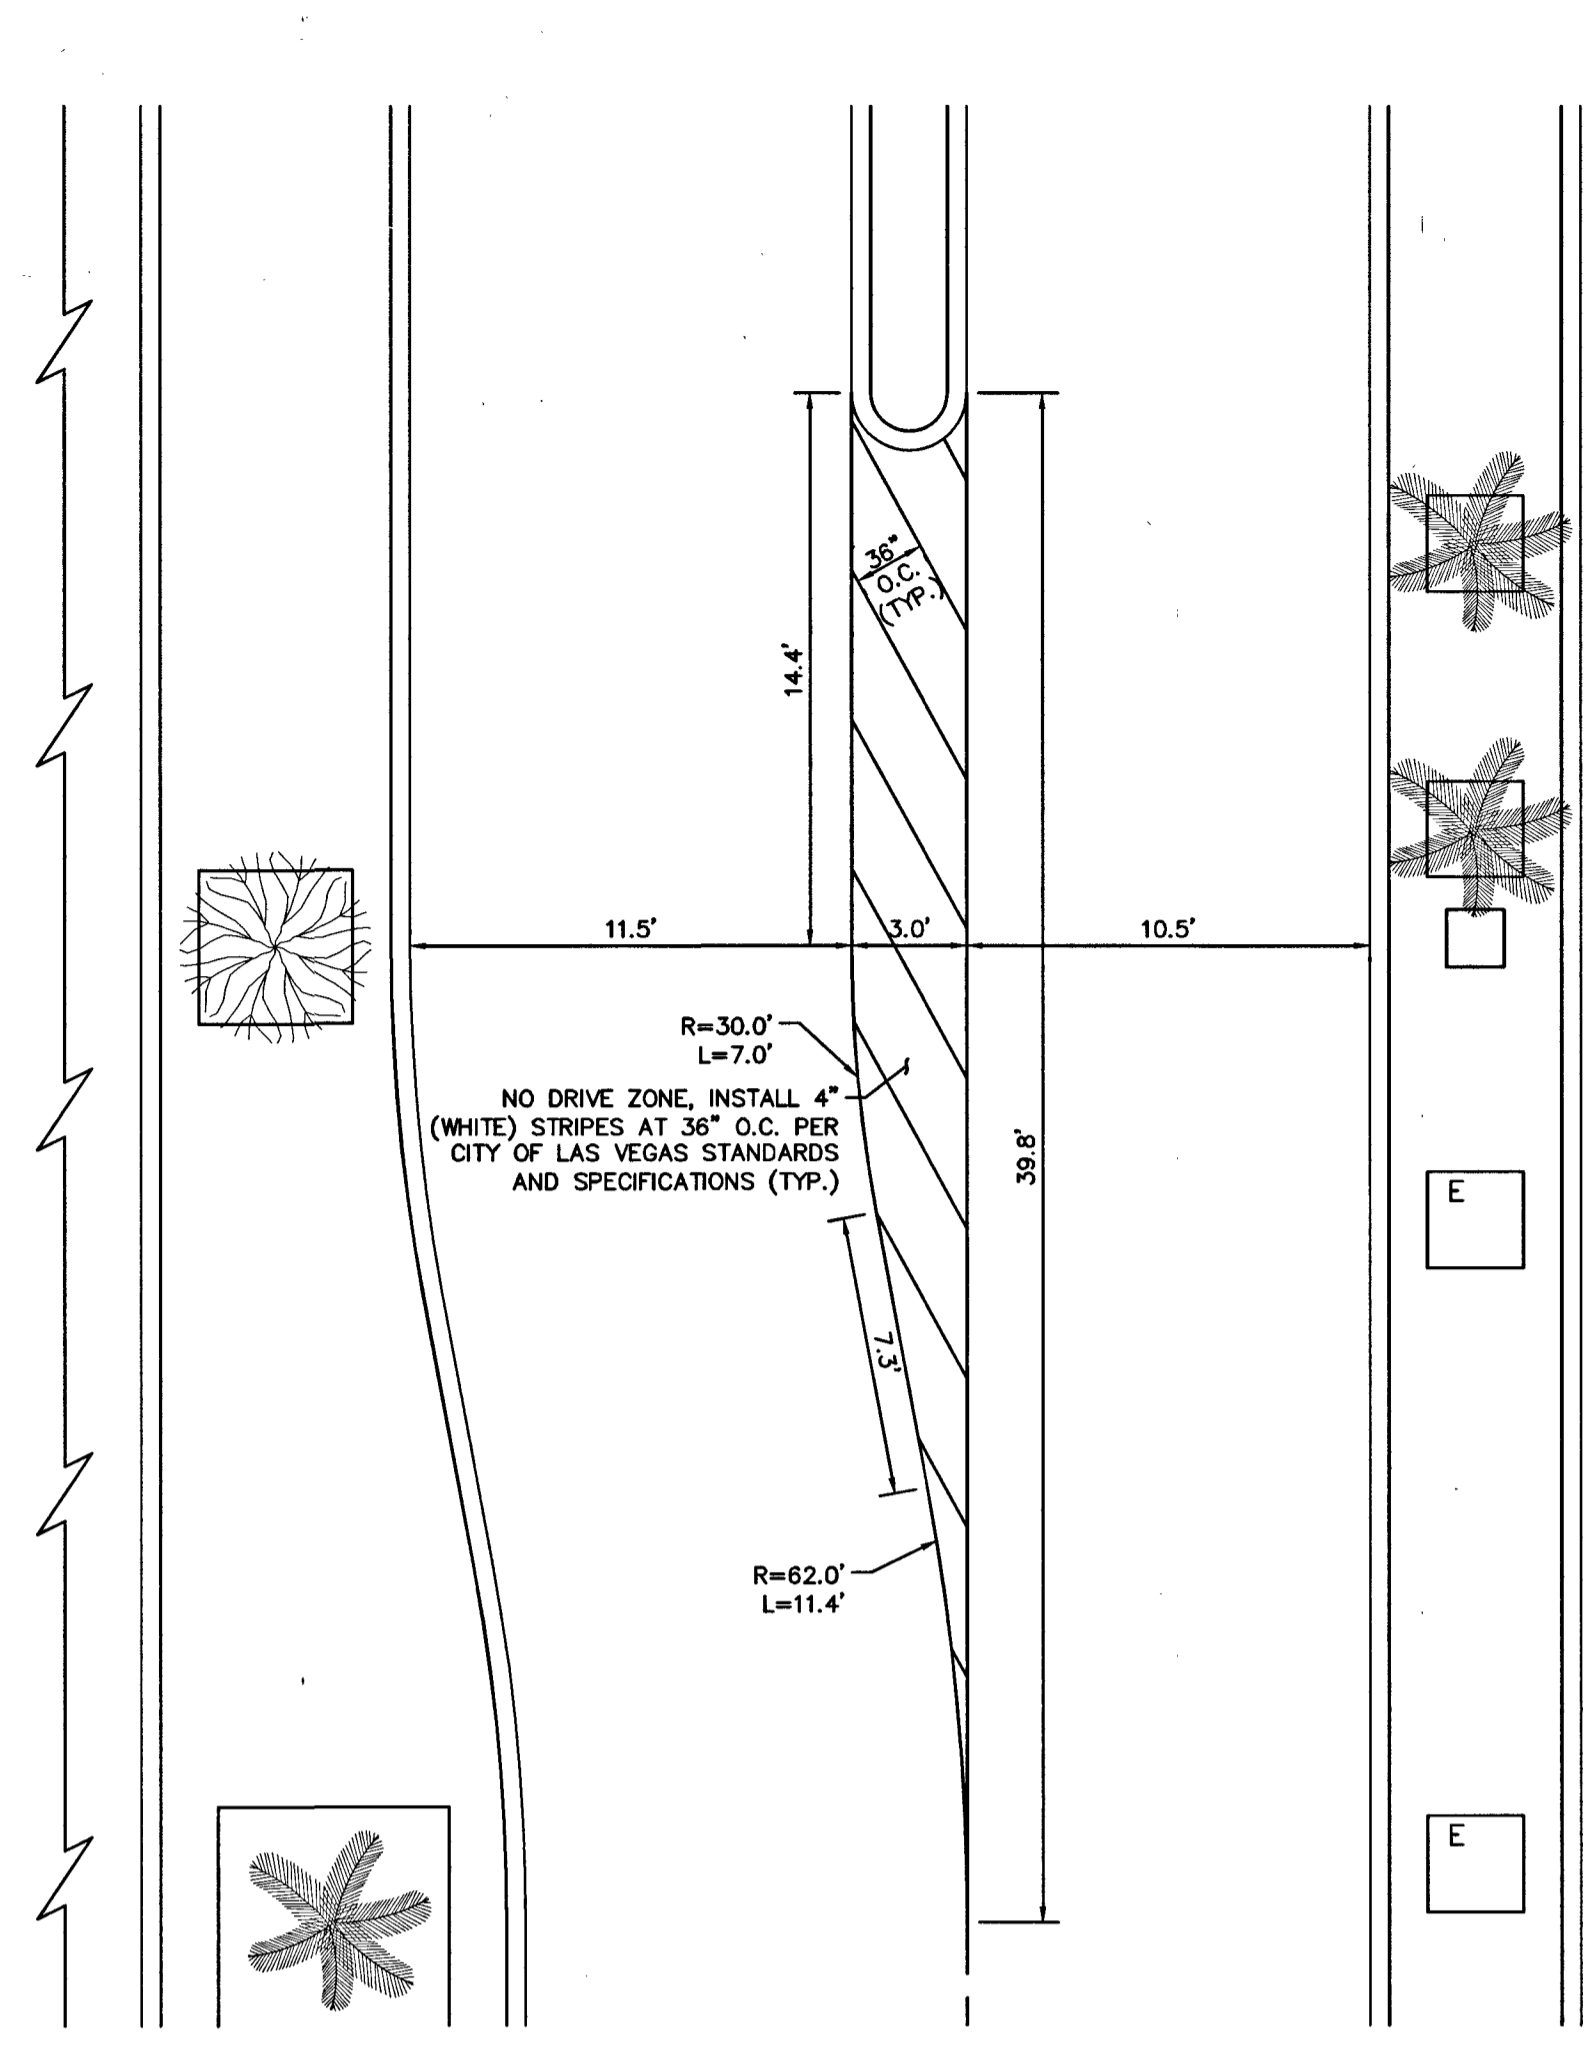 36"
O.C.
(TYP.)
14.4'
11.5'
3.0'
10.5'
R=30.0'
L=7.0'
NO DRIVE ZONE, INSTALL 4"
(WHITE) STRIPES AT 36" O.C. PER
CITY OF LAS VEGAS STANDARDS
AND SPECIFICATIONS (TYP.)
39.8'
E
7.3'
R=62.0'
L=11.4'
E